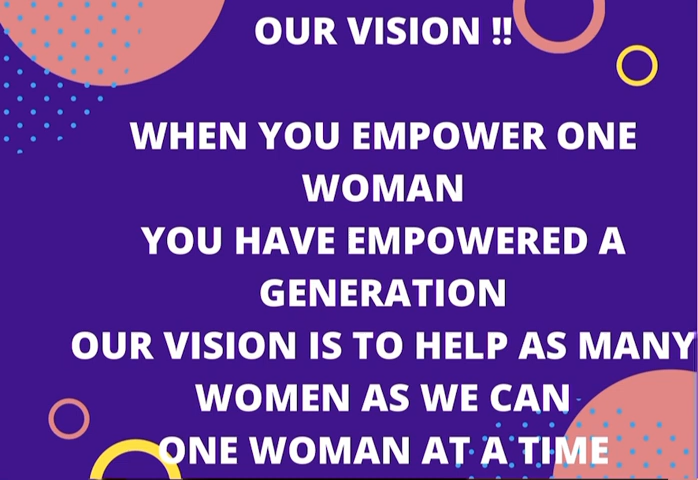 OUR VISION !!
WHEN YOU EMPOWER ONE
WOMAN
YOU HAVE EMPOWERED A
GENERATION
OUR VISION IS TO HELP AS MANY
WOMEN AS WE CAN
ONE WOMAN AT A TIME